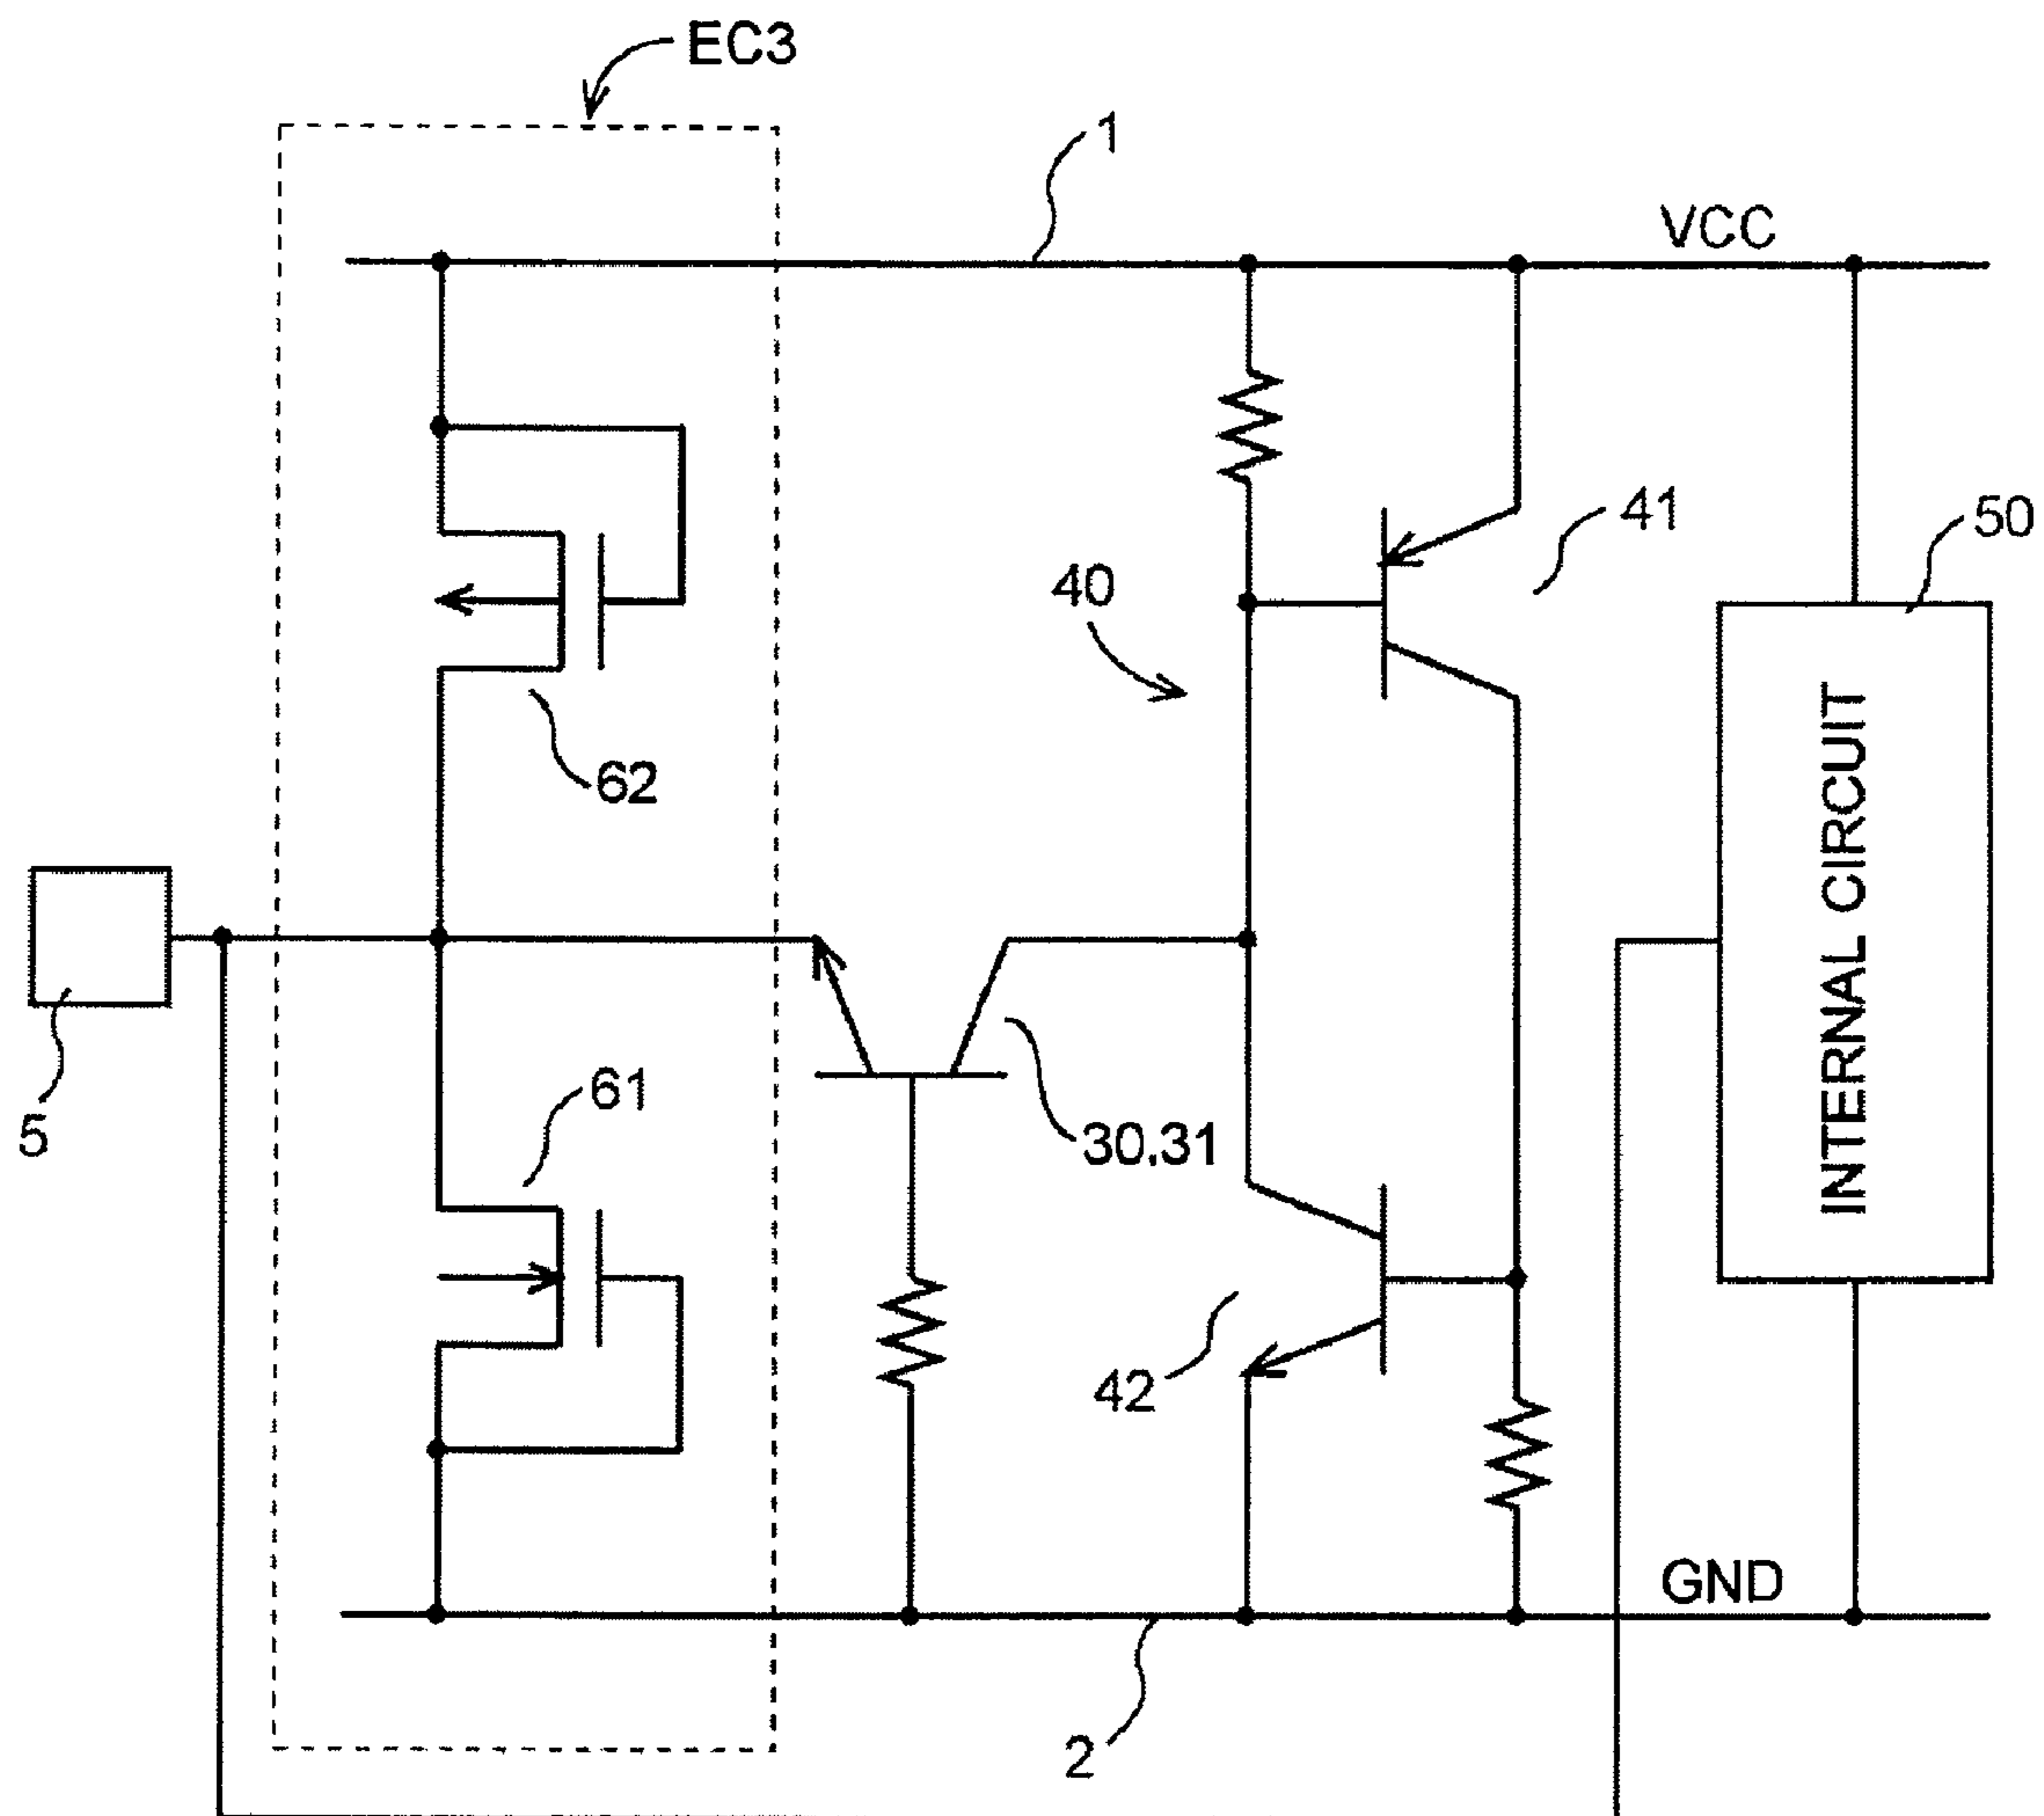 EC3
1
VCC
41
50
40
62
INTERNAL CIRCUIT
5
61
30.31
42
GND
2